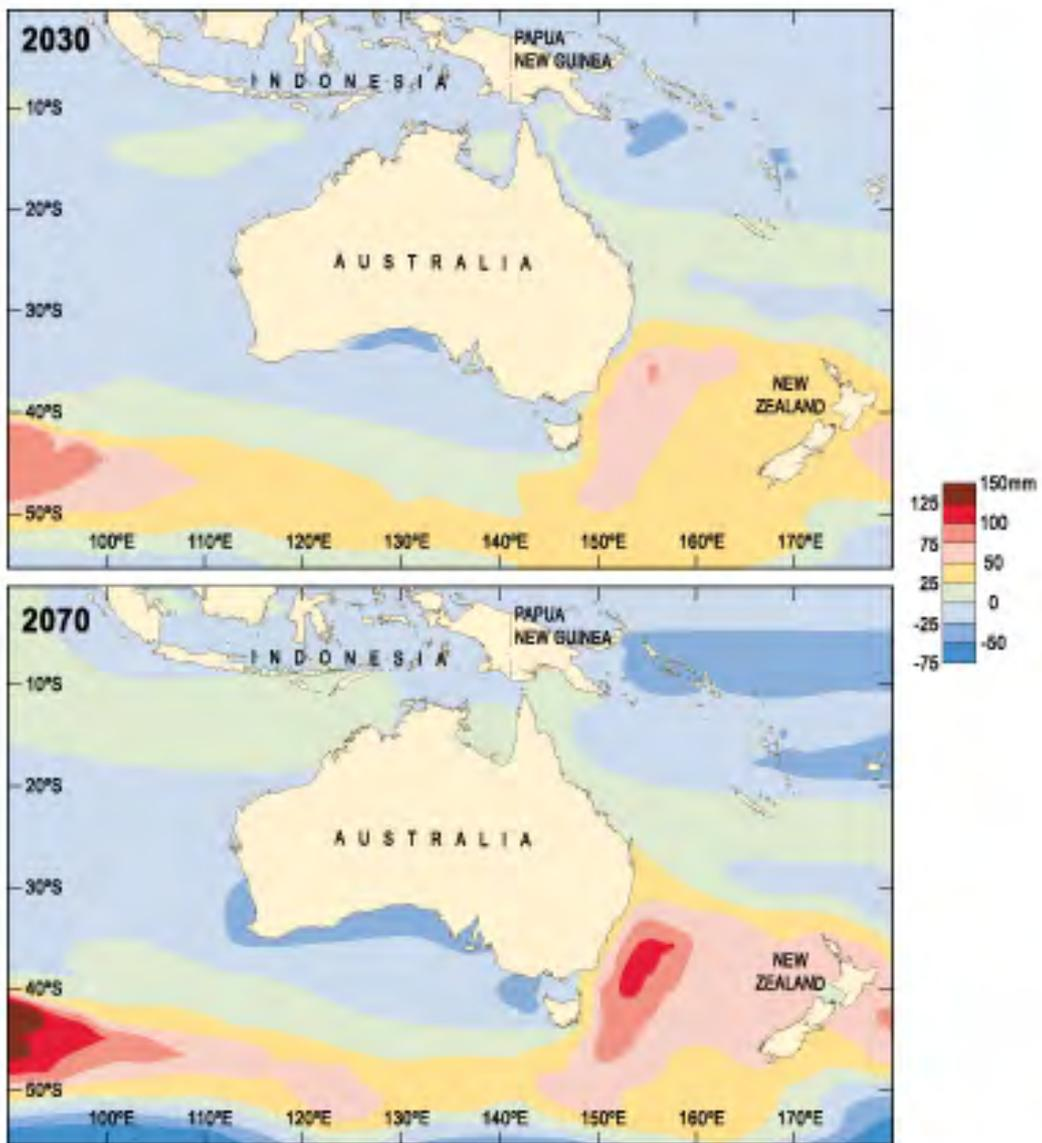 2030
PAPUA
NEW GUINEA
INDONESIA
10°S
20°S
AUSTRALIA
30°S
NEW
ZEALAND
40°S
50°S
100°E 110°E 120°E 130°E 140°E 150°E 160°E 170°E
150mm
125
100
75
50
25
0
-25
-50
-75
2070
PAPUA
NEW GUINEA
INDONESIA
10°S
20°S
AUSTRALIA
30°S
NEW
ZEALAND
40°S
50°S
100°E 110°E 120°E 130°E 140°E 150°E 160°E 170°E